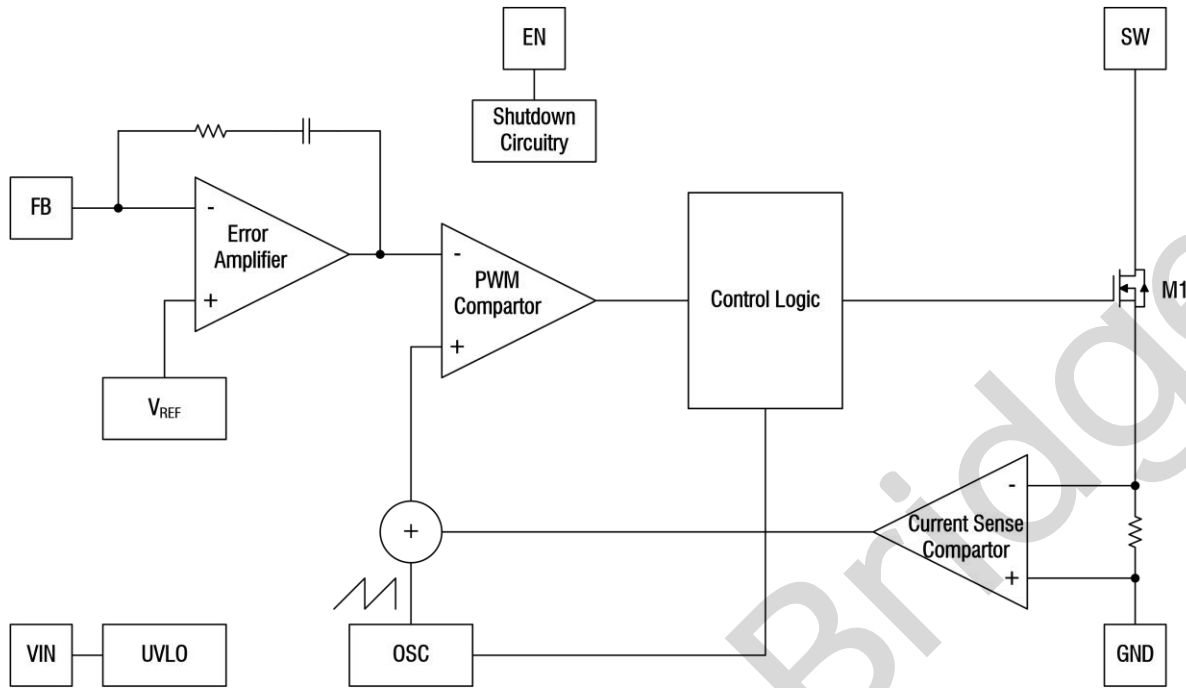 EN
SW
Shutdown
Circuitry
FB
-
Error
Amplifier
+
-
PWM
Compartor
+
Control Logic
M1
VREF
-
Current Sense
Compartor
+
+
VIN
UVLO
OSC
GND
Bridge